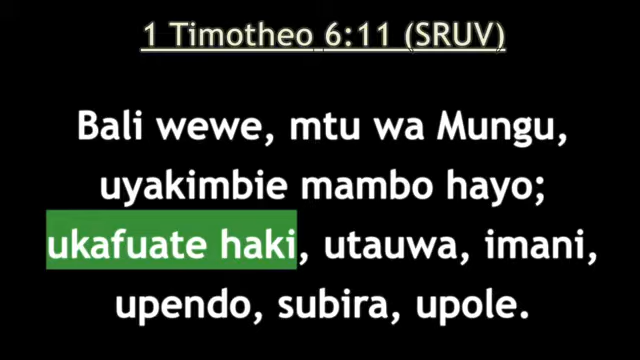 1 Timotheo 6:11 (SRUV)
Bali wewe, mtu wa Mungu,
uyakimbie mambo hayo;
ukafuate haki, utauwa, imani,
upendo, subira, upole.